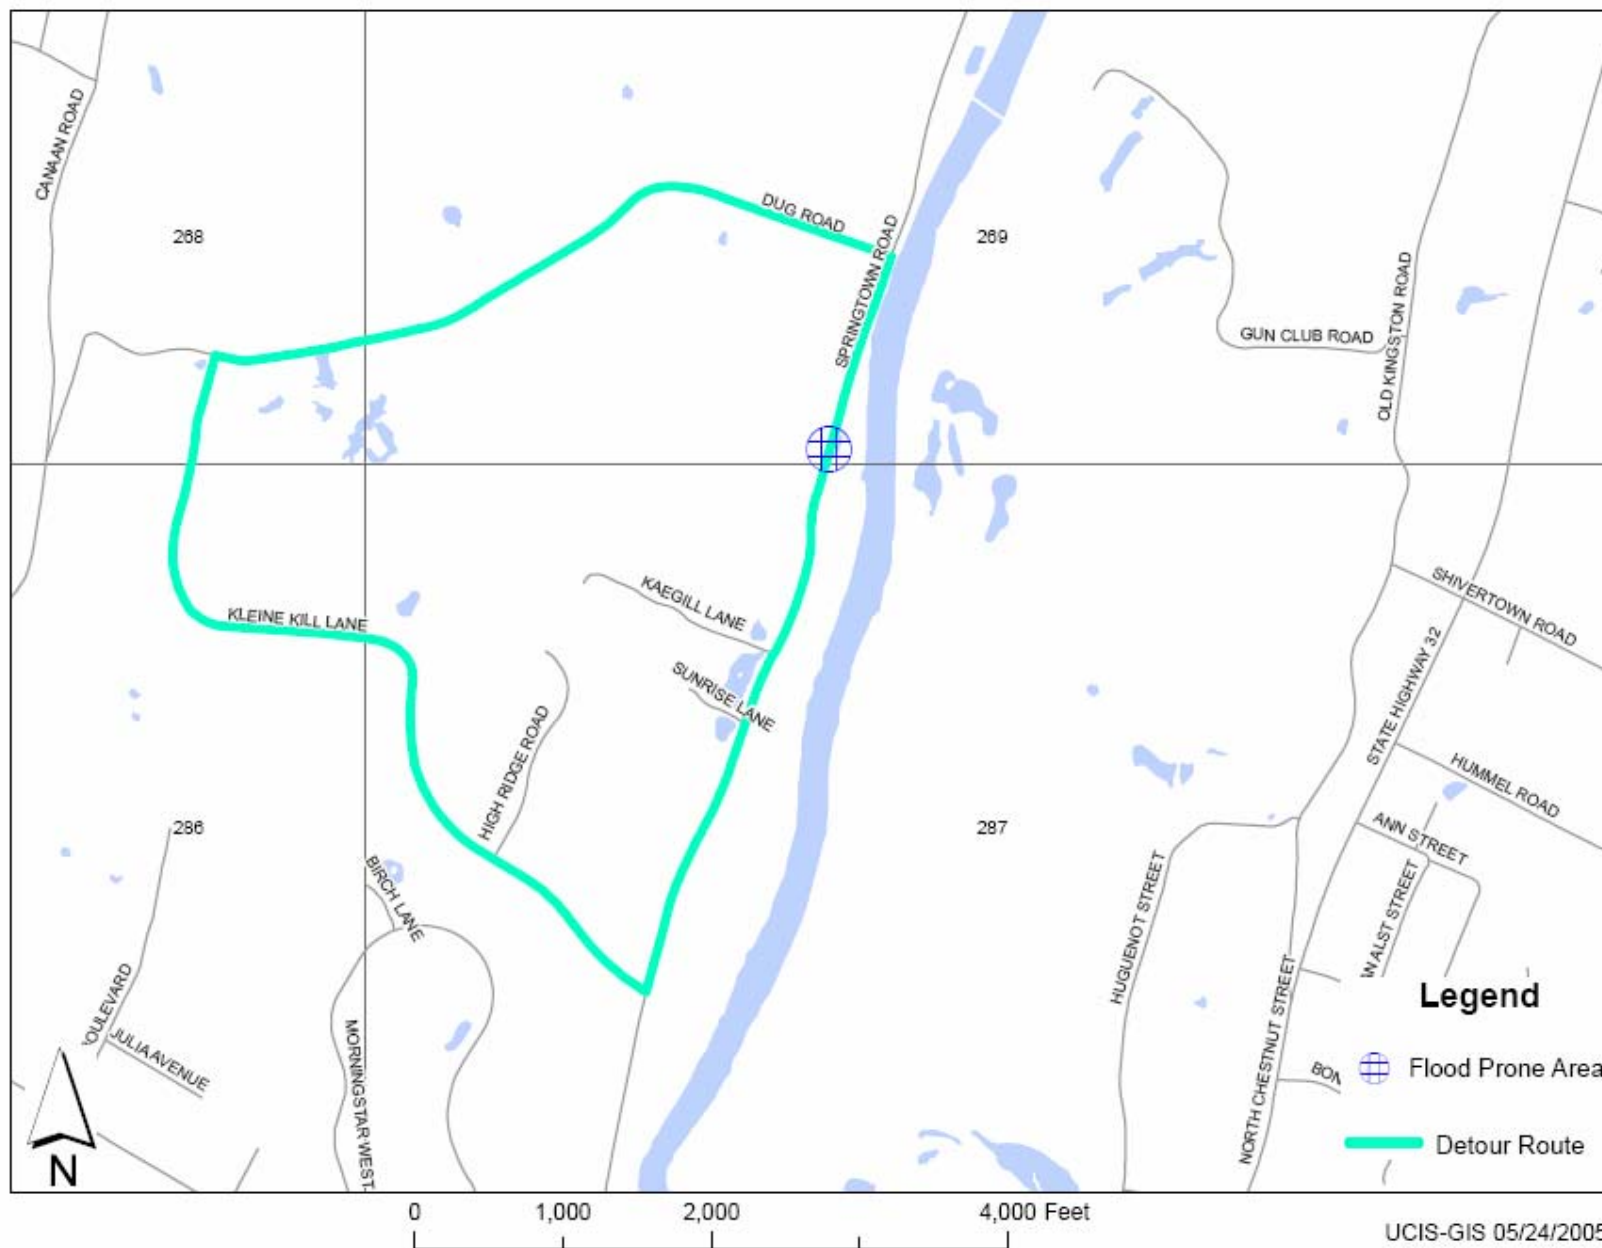 CANAAN ROAD
DUG ROAD
268
SPRINGTOWN ROAD
269
OLD KINGSTON ROAD
GUN CLUB ROAD
KAEGILL LANE
SHIVERTOWN ROAD
KLEINE KILL LANE
SUNRISE LANE
STATE HIGHWAY 32
HIGH RIDGE ROAD
HUMMEL ROAD
286
287
ANN STREET
BIRCH LANE
HUGUENOT STREET
ALST STREET
OULEVARD
JULIA AVENUE
MORNINGSTAR WEST
NORTH CHESTNUT STREET
BON
Legend
Flood Prone Area
Detour Route
N
0 1,000 2,000 4,000 Feet
UCIS-GIS 05/24/2005